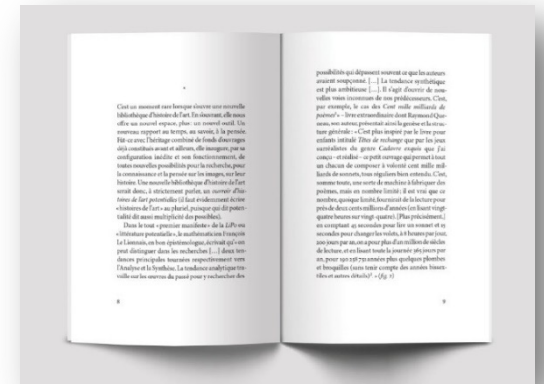 *
C'est un moment rare lorsque s'ouvre une nouvelle
bibliothèque d'histoire de l'art. En s'ouvrant, elle nous
offre un nouvel espace, plus: un nouvel outil. Un
nouveau rapport au temps, au savoir, à la pensée.
Fût-ce avec l'héritage combiné de fonds d'ouvrages
déjà constitués avant et ailleurs, elle inaugure, par sa
configuration inédite et son fonctionnement, de
toutes nouvelles possibilités pour la recherche, pour
la connaissance et la pensée sur les images, sur leur
histoire. Une nouvelle bibliothèque d'histoire de l'art
serait donc, à strictement parler, un ouvroir d'his-
toires de l'art potentielles (il faut évidemment écrire
« histoires de l'art » au pluriel, puisque qui dit poten-
tialité dit aussi multiplicité des possibles).
Dans le tout « premier manifeste » de la LiPo ou
« littérature potentielle », le mathématicien François
Le Lionnais, en bon épistémologue, écrivait qu'« on
peut distinguer dans les recherches [...] deux ten-
dances principales tournées respectivement vers
l'Analyse et la Synthèse. La tendance analytique tra-
vaille sur les œuvres du passé pour y rechercher des
8
possibilités qui dépassent souvent ce que les auteurs
avaient soupçonné. [...] La tendance synthétique
est plus ambitieuse [...]. Il s'agit d'ouvrir de nou-
velles voies inconnues de nos prédécesseurs. C'est,
par exemple, le cas des Cent mille milliards de
poèmes » – livre extraordinaire dont Raymond Que-
neau, son auteur, présentait ainsi la genèse et la struc-
ture générale : « C'est plus inspiré par le livre pour
enfants intitulé Têtes de rechange que par les jeux
surréalistes du genre Cadavre exquis que j'ai
conçu – et réalisé – ce petit ouvrage qui permet à tout
un chacun de composer à volonté cent mille mil-
liards de sonnets, tous réguliers bien entendu. C'est,
somme toute, une sorte de machine à fabriquer des
poèmes, mais en nombre limité ; il est vrai que ce
nombre, quoique limité, fournirait de la lecture pour
près de deux cents millions d'années (en lisant vingt-
quatre heures sur vingt-quatre). [Plus précisément,]
en comptant 45 secondes pour lire un sonnet et 15
secondes pour changer les volets, à 8 heures par jour,
200 jours par an, on a pour plus d'un million de siècles
de lecture, et en lisant toute la journée 365 jours par
an, pour 190 258 751 années plus quelques plombes
et broquilles (sans tenir compte des années bissex-
tiles et autres détails) . » (fig. 1)
9